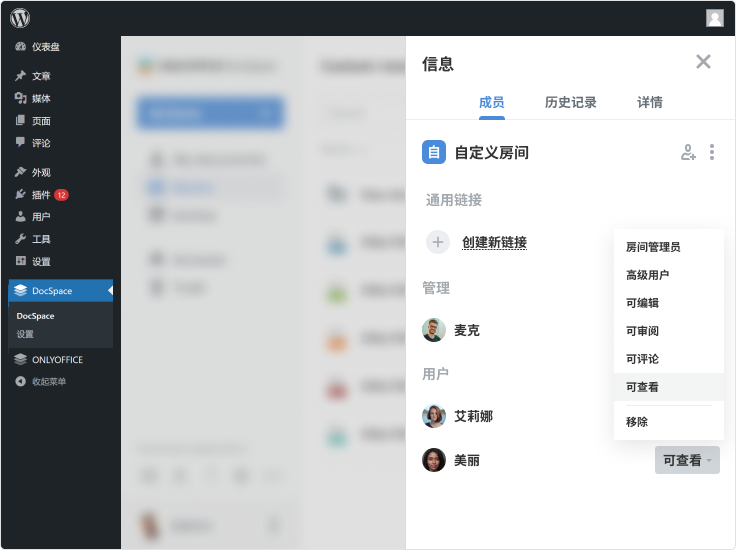 仪表盘
文章
媒体
页面
评论
外观
插件 12
用户
工具
设置
DocSpace
DocSpace
设置
ONLYOFFICE
收起菜单
信息
成员 历史记录 详情
自定义房间
通用链接
创建新链接
管理
麦克
用户
艾莉娜
美丽
房间管理员
高级用户
可编辑
可审阅
可评论
可查看
移除
可查看